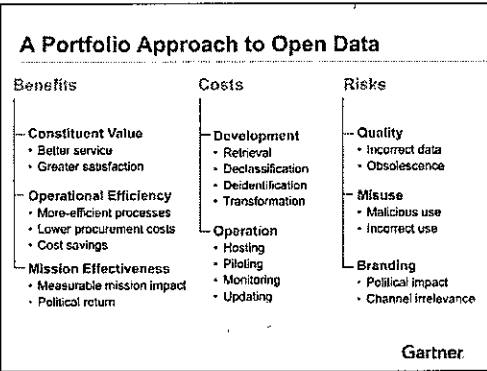 A Portfolio Approach to Open Data
Benefits
Constituent Value
• Better service
• Greater satisfaction
Operational Efficiency
• More-efficient processes
• Lower procurement costs
• Cost savings
Mission Effectiveness
• Measurable mission impact
• Political return
Costs
Development
• Retrieval
• Declassification
• Deidentification
• Transformation
Operation
• Hosting
• Piloting
• Monitoring
• Updating
Risks
Quality
• Incorrect data
• Obsolescence
Misuse
• Malicious use
• Incorrect use
Branding
• Political impact
• Channel irrelevance
Gartner